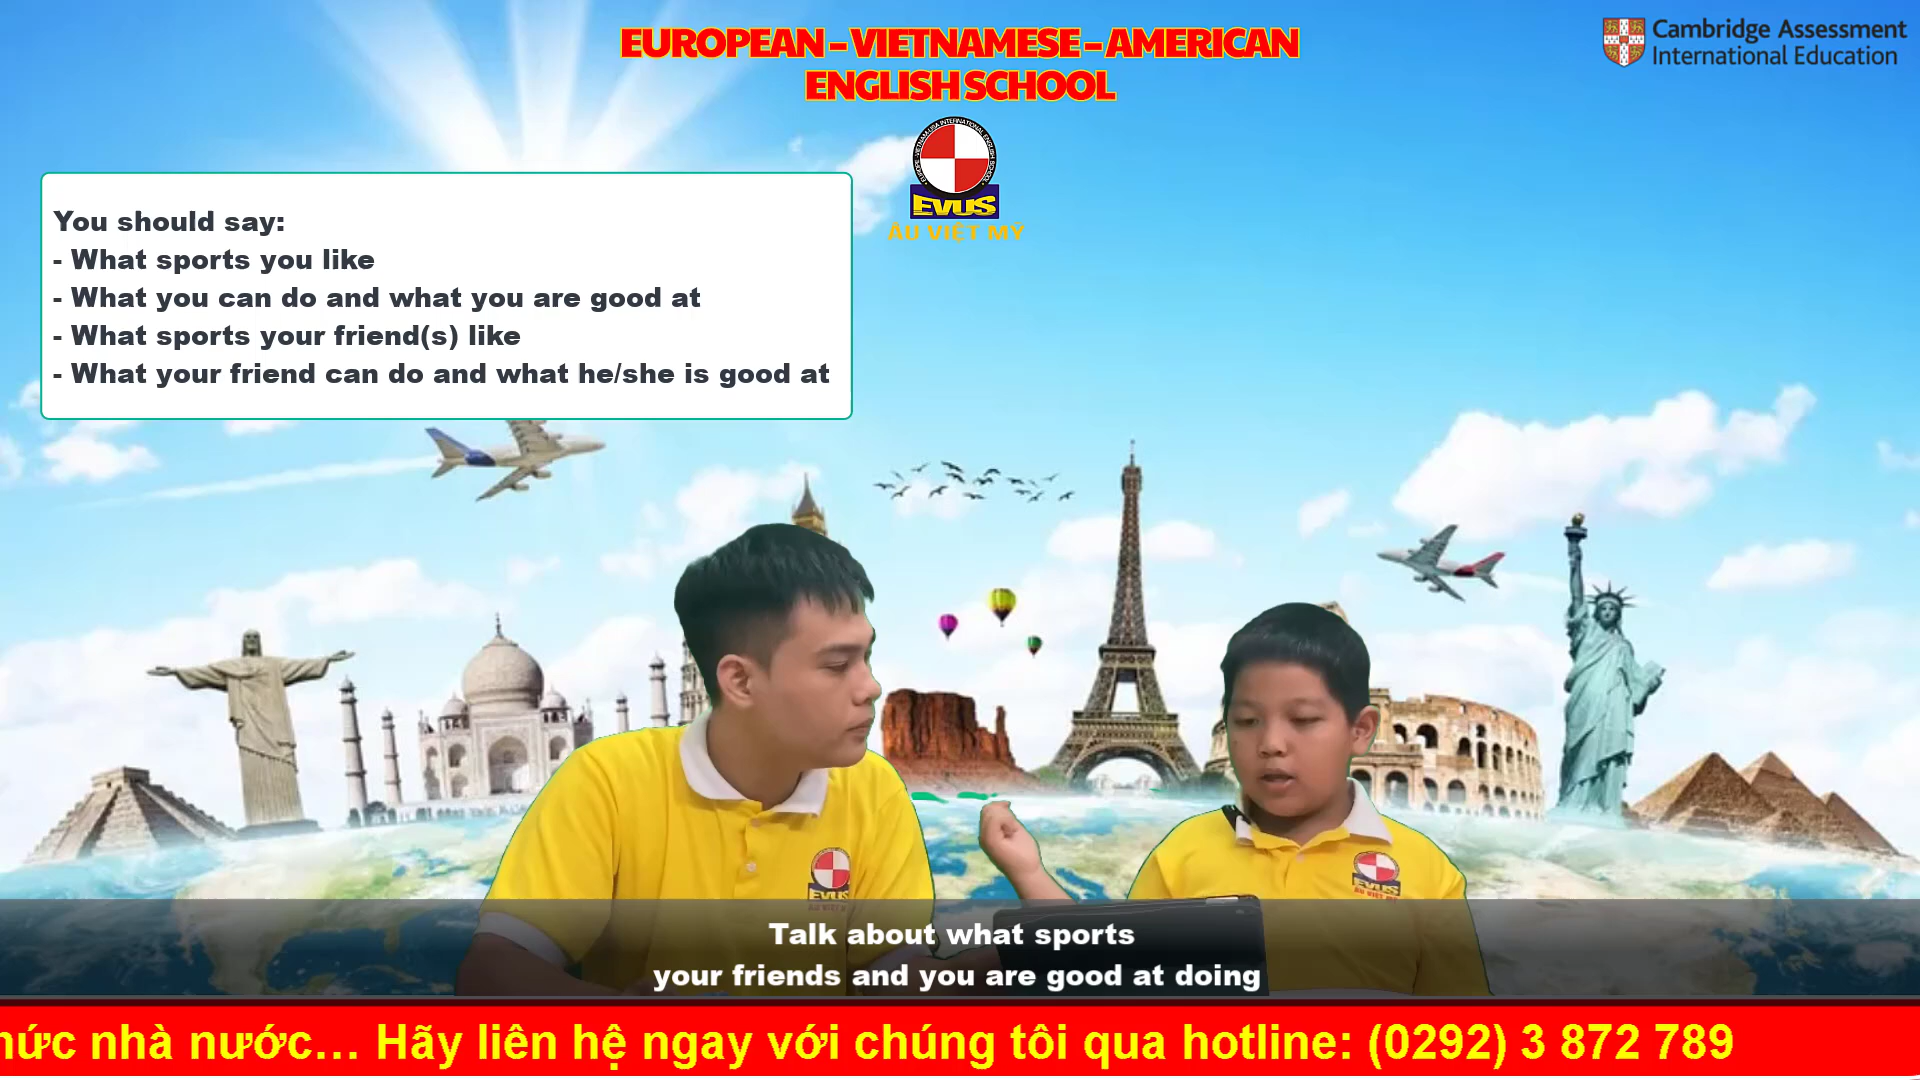 EUROPEAN - VIETNAMESE - AMERICAN
ENGLISH SCHOOL
Cambridge Assessment
International Education
EVUS
ÂU VIỆT MỸ
You should say:
- What sports you like
- What you can do and what you are good at
- What sports your friend(s) like
- What your friend can do and what he/she is good at
EVUS
EVUS
Talk about what sports
your friends and you are good at doing
nhà nước... Hãy liên hệ ngay với chúng tôi qua hotline: (0292) 3 872 789